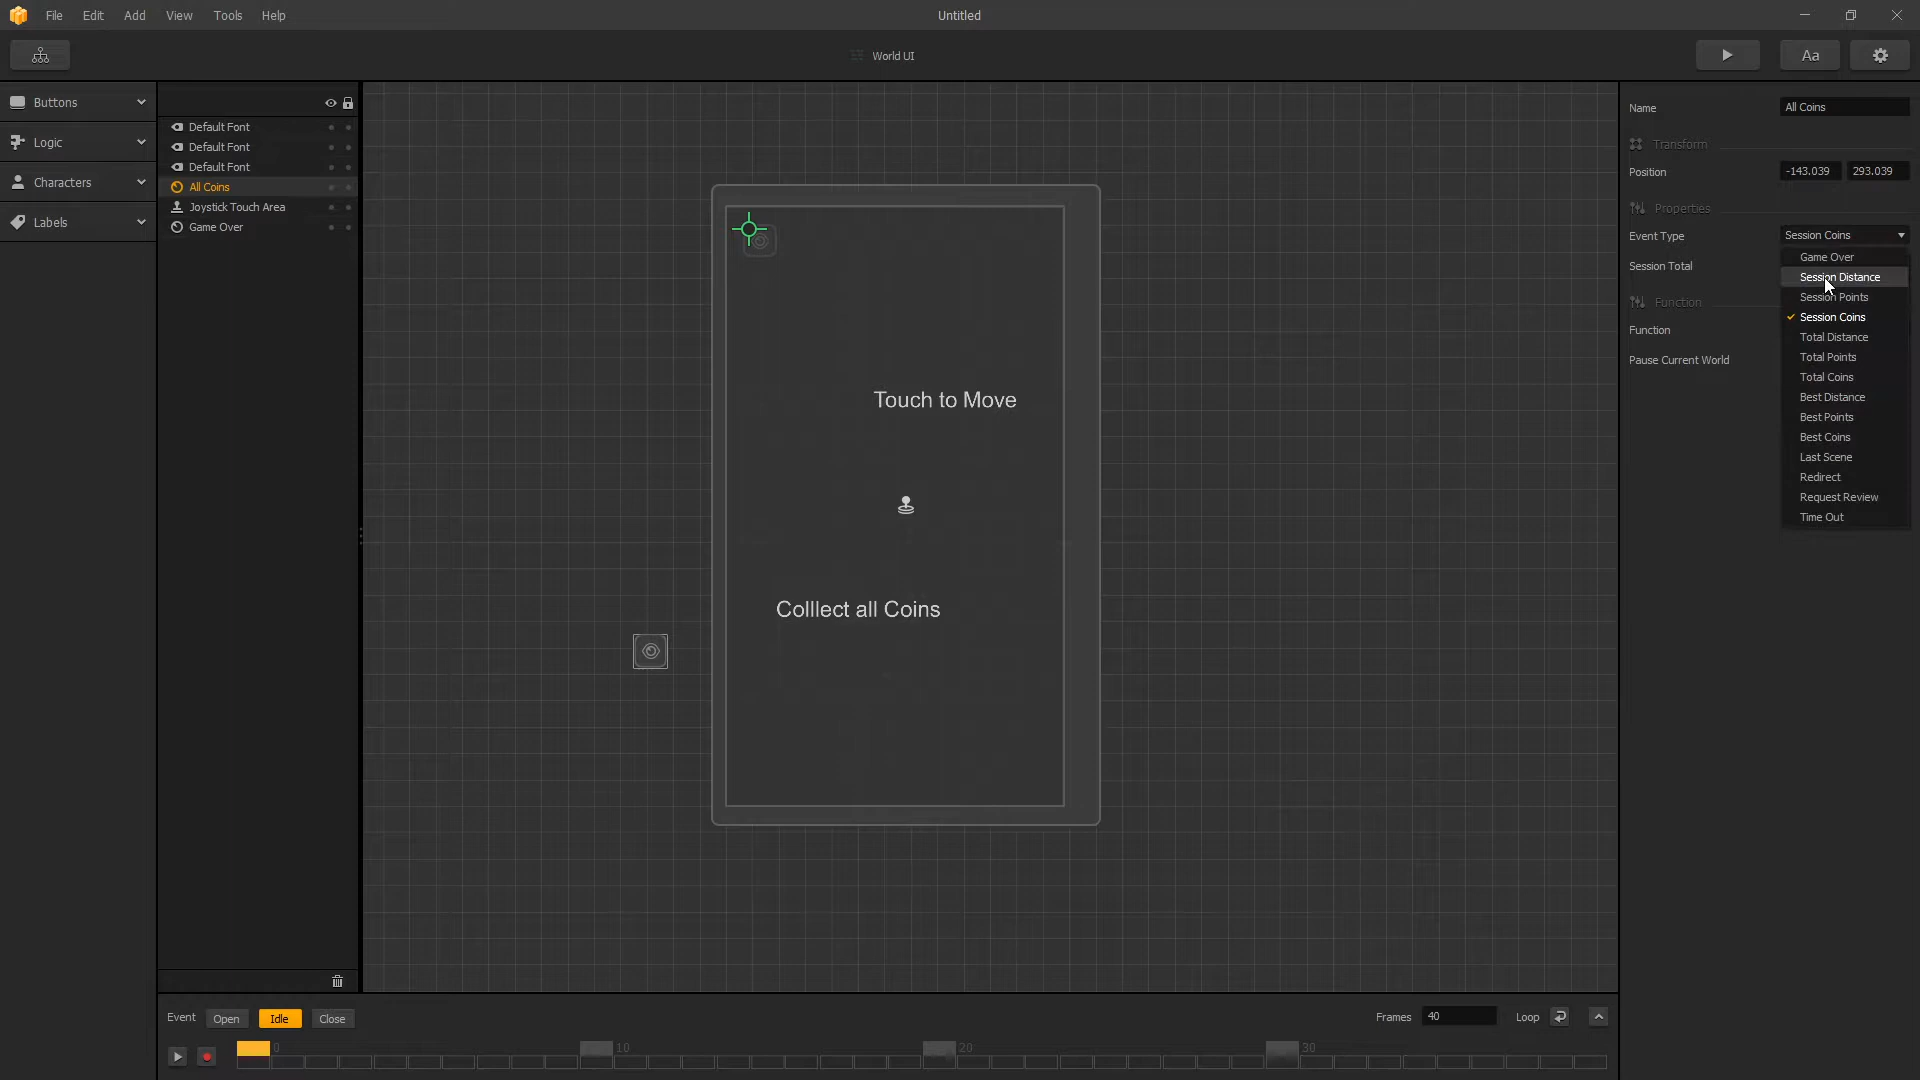 File Edit Add View Tools Help
Untitled
World UI
Aa
Buttons
Logic
Characters
Labels
Default Font
Default Font
Default Font
All Coins
Joystick Touch Area
Game Over
Touch to Move
Colllect all Coins
Name All Coins
Transform
Position -143.039 293.039
Properties
Event Type Session Coins
Session Total
Function
Function
Pause Current World
Game Over
Session Distance
Session Points
Session Coins
Total Distance
Total Points
Total Coins
Best Distance
Best Points
Best Coins
Last Scene
Redirect
Request Review
Time Out
Event Open Idle Close
Frames 40 Loop
0 10 20 30